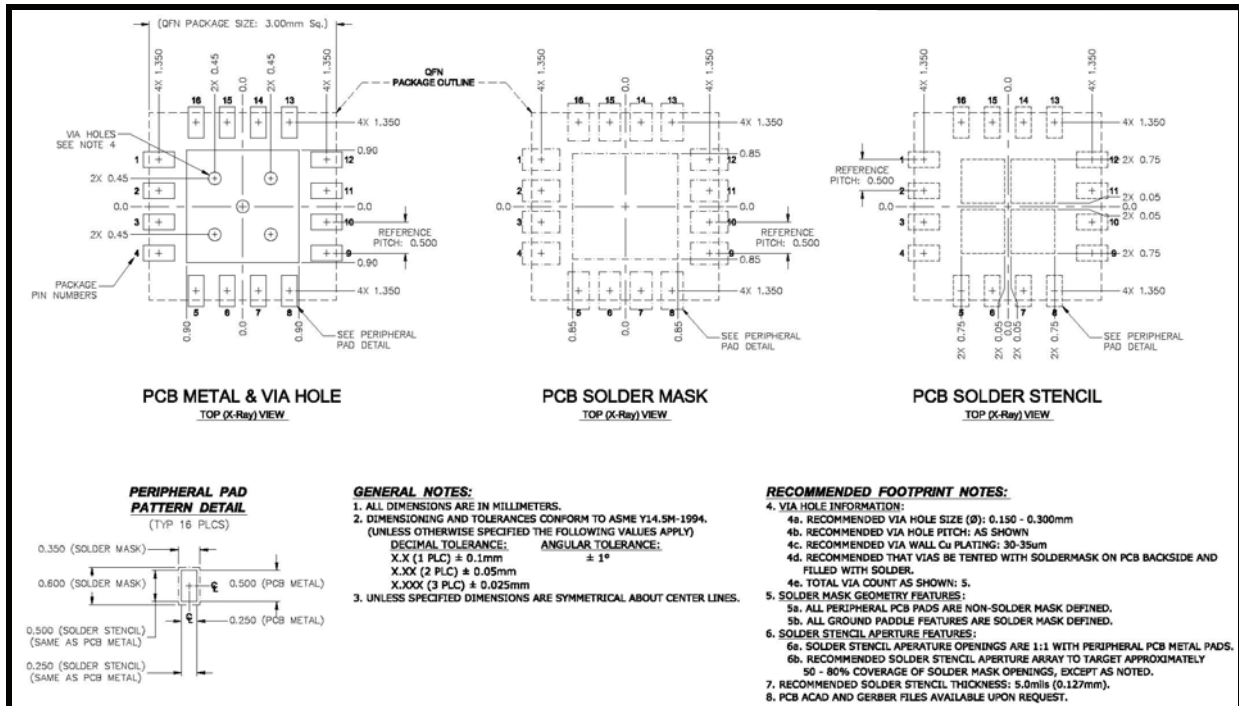 (QFN PACKAGE SIZE: 3.00mm Sq.)
4X 1.350
2X 0.45
0.0
2X 0.45
4X 1.350
QFN
PACKAGE OUTLINE
16 15 14 13
4X 1.350
VIA HOLES
SEE NOTE 4
0.90
1 12
2X 0.45
2 11
0.0 0.0
3 10
2X 0.45
REFERENCE
PITCH: 0.500
4 9
0.90
PACKAGE
PIN NUMBERS
4X 1.350
5 6 7 8
SEE PERIPHERAL
PAD DETAIL
0.90
0.0
0.90
PCB METAL & VIA HOLE
TOP (X-Ray) VIEW
4X 1.350
0.0
4X 1.350
16 15 14 13
4X 1.350
0.85
1 12
2 11
0.0 0.0
3 10
REFERENCE
PITCH: 0.500
4 9
0.85
4X 1.350
5 6 7 8
SEE PERIPHERAL
PAD DETAIL
0.85
0.0
0.85
PCB SOLDER MASK
TOP (X-Ray) VIEW
4X 1.350
0.0
4X 1.350
16 15 14 13
4X 1.350
1 12
2X 0.75
REFERENCE
PITCH: 0.500
2 11
2X 0.05
0.0 0.0
2X 0.05
3 10
4 9
2X 0.75
4X 1.350
5 6 7 8
SEE PERIPHERAL
PAD DETAIL
2X 0.75
2X 0.05
0.0
2X 0.05
2X 0.75
PCB SOLDER STENCIL
TOP (X-Ray) VIEW
PERIPHERAL PAD
PATTERN DETAIL
(TYP 16 PLCS)
0.350 (SOLDER MASK)
0.600 (SOLDER MASK)
0.500 (PCB METAL)
0.250 (PCB METAL)
0.500 (SOLDER STENCIL)
(SAME AS PCB METAL)
0.250 (SOLDER STENCIL)
(SAME AS PCB METAL)
GENERAL NOTES:
1. ALL DIMENSIONS ARE IN MILLIMETERS.
2. DIMENSIONING AND TOLERANCES CONFORM TO ASME Y14.5M-1994.
(UNLESS OTHERWISE SPECIFIED THE FOLLOWING VALUES APPLY)
DECIMAL TOLERANCE: ANGULAR TOLERANCE:
X.X (1 PLC) ± 0.1mm ± 1°
X.XX (2 PLC) ± 0.05mm
X.XXX (3 PLC) ± 0.025mm
3. UNLESS SPECIFIED DIMENSIONS ARE SYMMETRICAL ABOUT CENTER LINES.
RECOMMENDED FOOTPRINT NOTES:
4. VIA HOLE INFORMATION:
4a. RECOMMENDED VIA HOLE SIZE (Ø): 0.150 - 0.300mm
4b. RECOMMENDED VIA HOLE PITCH: AS SHOWN
4c. RECOMMENDED VIA WALL Cu PLATING: 30-35um
4d. RECOMMENDED THAT VIAS BE TENTED WITH SOLDERMASK ON PCB BACKSIDE AND
FILLED WITH SOLDER.
4e. TOTAL VIA COUNT AS SHOWN: 5.
5. SOLDER MASK GEOMETRY FEATURES:
5a. ALL PERIPHERAL PCB PADS ARE NON-SOLDER MASK DEFINED.
5b. ALL GROUND PADDLE FEATURES ARE SOLDER MASK DEFINED.
6. SOLDER STENCIL APERTURE FEATURES:
6a. SOLDER STENCIL APERATURE OPENINGS ARE 1:1 WITH PERIPHERAL PCB METAL PADS.
6b. RECOMMENDED SOLDER STENCIL APERTURE ARRAY TO TARGET APPROXIMATELY
50 - 80% COVERAGE OF SOLDER MASK OPENINGS, EXCEPT AS NOTED.
7. RECOMMENDED SOLDER STENCIL THICKNESS: 5.0mils (0.127mm).
8. PCB ACAD AND GERBER FILES AVAILABLE UPON REQUEST.